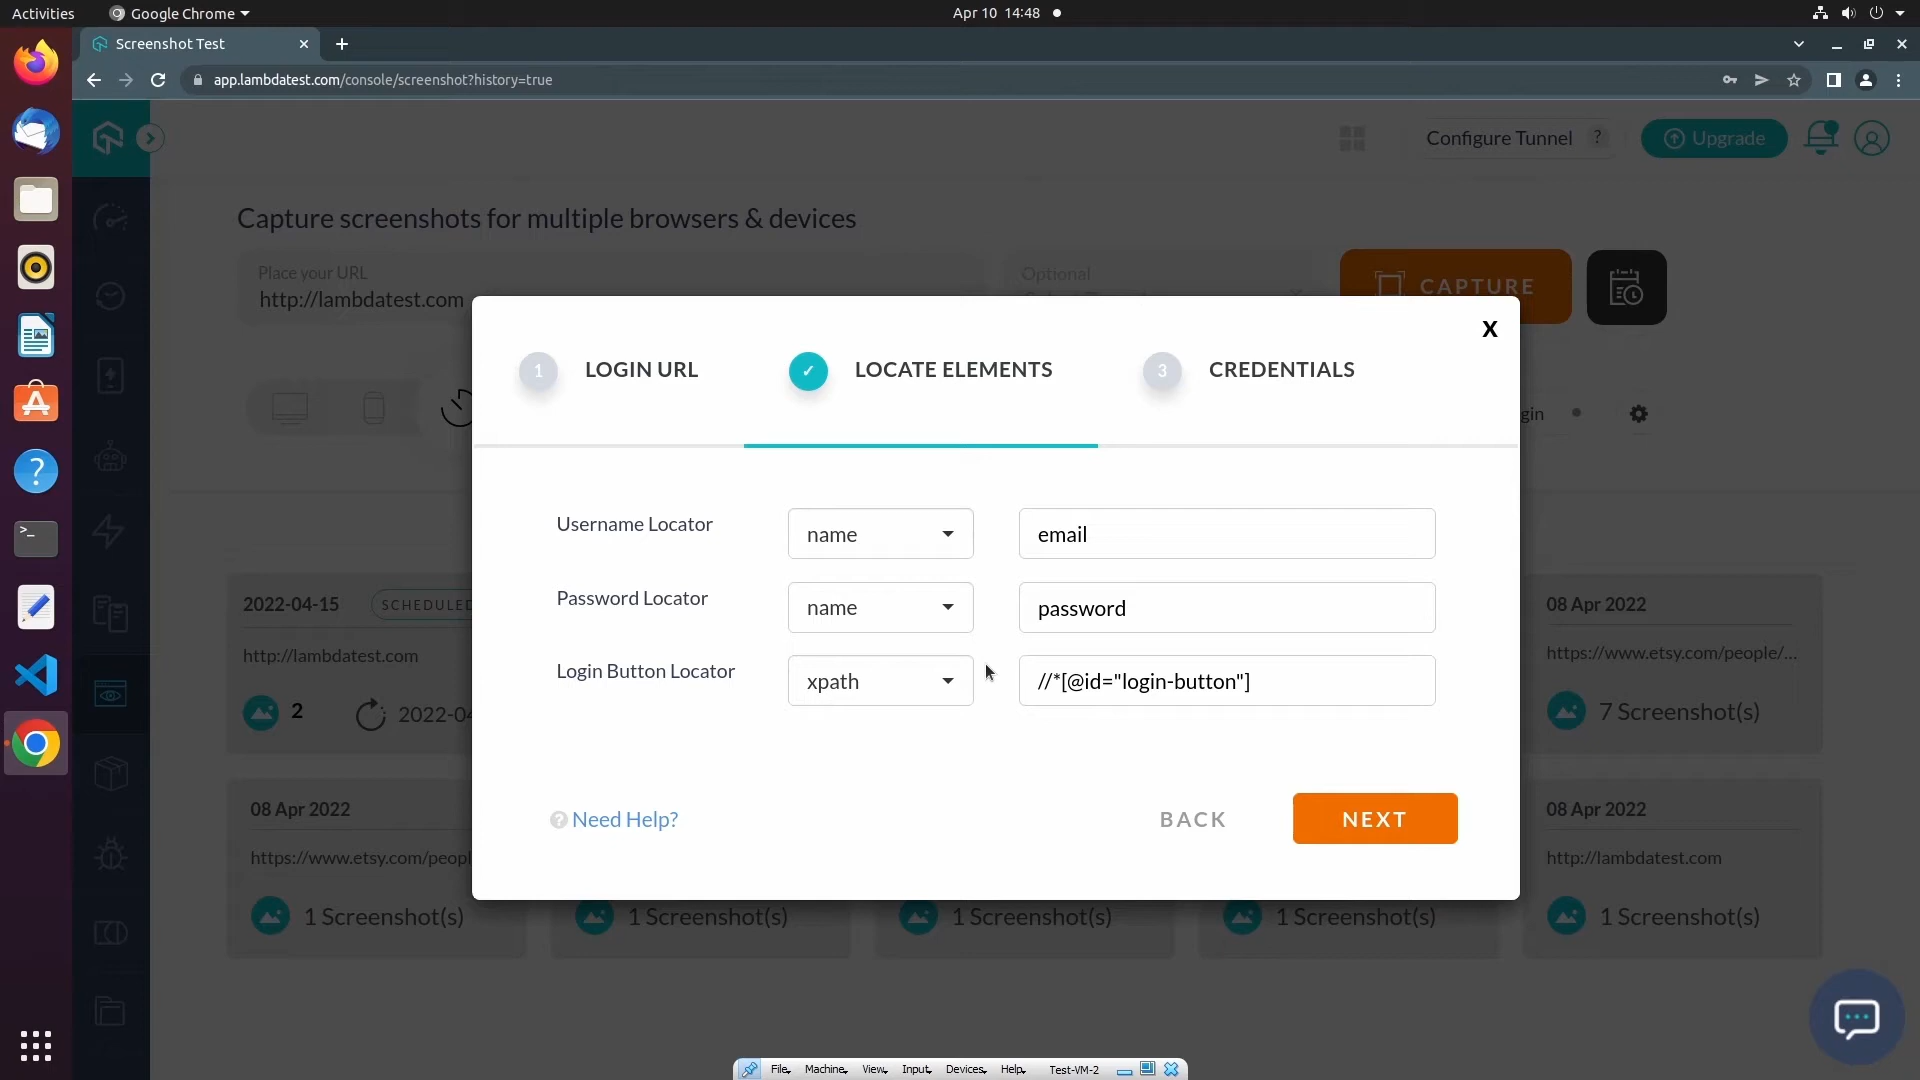 Activities
Google Chrome
Apr 10 14:48
Screenshot Test
app.lambdatest.com/console/screenshot?history=true
Configure Tunnel ?
Upgrade
Capture screenshots for multiple browsers & devices
Place your URL
http://lambdatest.com
Optional
CAPTURE
X
1 LOGIN URL
✓ LOCATE ELEMENTS
3 CREDENTIALS
gin
Username Locator
name
email
Password Locator
name
password
Login Button Locator
xpath
//*[@id="login-button"]
Need Help?
BACK
NEXT
2022-04-15
SCHEDULED
http://lambdatest.com
2
2022-04
08 Apr 2022
https://www.etsy.com/people/...
7 Screenshot(s)
08 Apr 2022
https://www.etsy.com/peopl
1 Screenshot(s)
1 Screenshot(s)
1 Screenshot(s)
1 Screenshot(s)
08 Apr 2022
http://lambdatest.com
1 Screenshot(s)
File
Machine
View
Input
Devices
Help
Test-VM-2